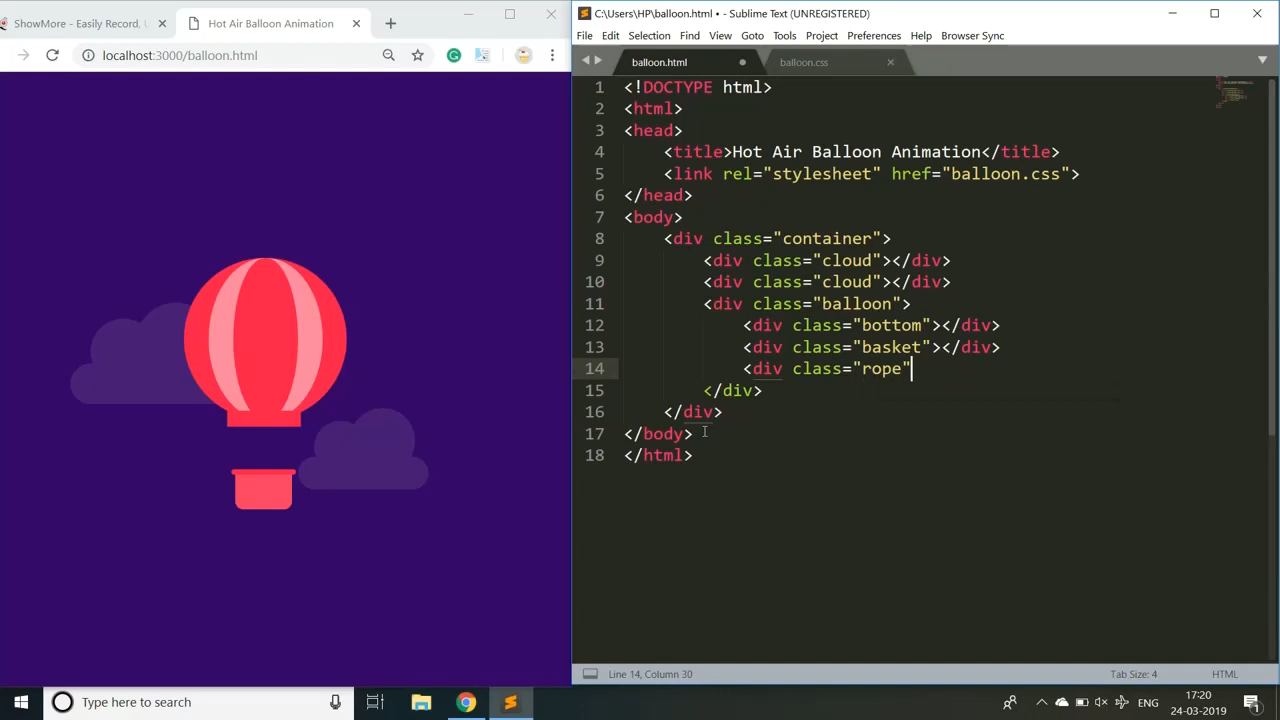 ShowMore - Easily Record,
Hot Air Balloon Animation
localhost:3000/balloon.html
C:\Users\HP\balloon.html • - Sublime Text (UNREGISTERED)
File Edit Selection Find View Goto Tools Project Preferences Help Browser Sync
balloon.html
balloon.css
1 <!DOCTYPE html>
2 <html>
3 <head>
4 <title>Hot Air Balloon Animation</title>
5 <link rel="stylesheet" href="balloon.css">
6 </head>
7 <body>
8 <div class="container">
9 <div class="cloud"></div>
10 <div class="cloud"></div>
11 <div class="balloon">
12 <div class="bottom"></div>
13 <div class="basket"></div>
14 <div class="rope"
15 </div>
16 </div>
17 </body>
18 </html>
Line 14, Column 30
Tab Size: 4
HTML
Type here to search
ENG
17:20
24-03-2019
1